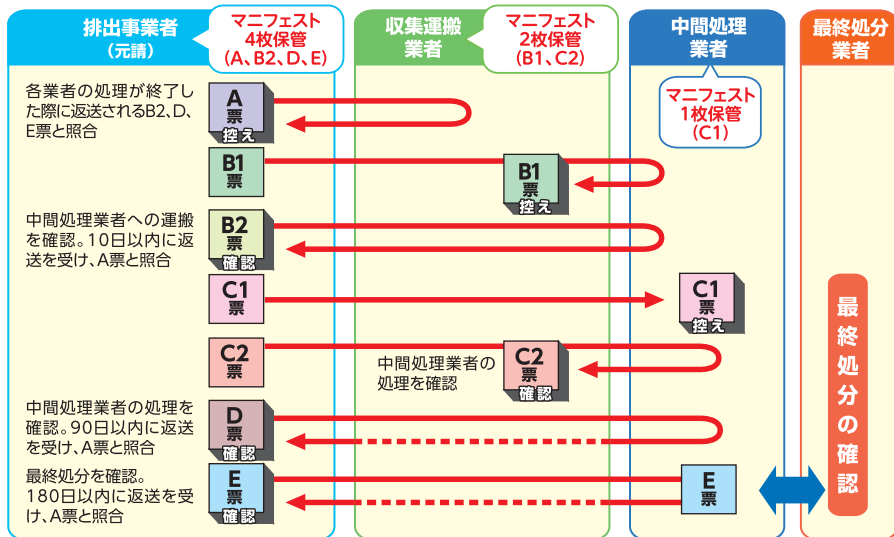 排出事業者
(元請)
マニフェスト
4枚保管
(A、B2、D、E)
収集運搬
業者
マニフェスト
2枚保管
(B1、C2)
中間処理
業者
マニフェスト
1枚保管
(C1)
最終処分
業者
各業者の処理が終了し
た際に返送されるB2、D、
E票と照合
A
票
控え
B1
票
B1
票
控え
中間処理業者への運搬
を確認。10日以内に返
送を受け、A票と照合
B2
票
確認
C1
票
C1
票
控え
C2
票
中間処理業者の
処理を確認
C2
票
確認
中間処理業者の処理を
確認。90日以内に返送
を受け、A票と照合
D
票
確認
最終処分を確認。
180日以内に返送を受
け、A票と照合
E
票
確認
E
票
最終処分の確認